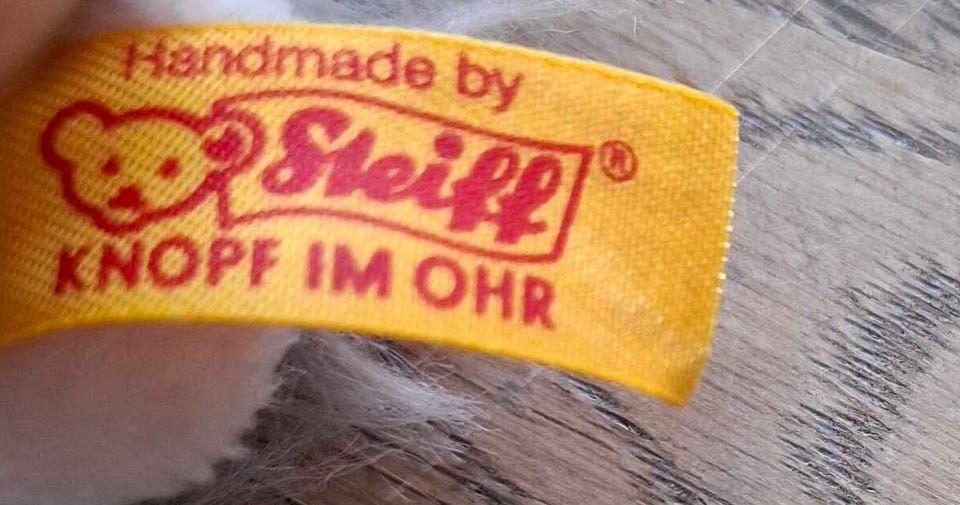 Handmade by
Steiff®
KNOPF IM OHR